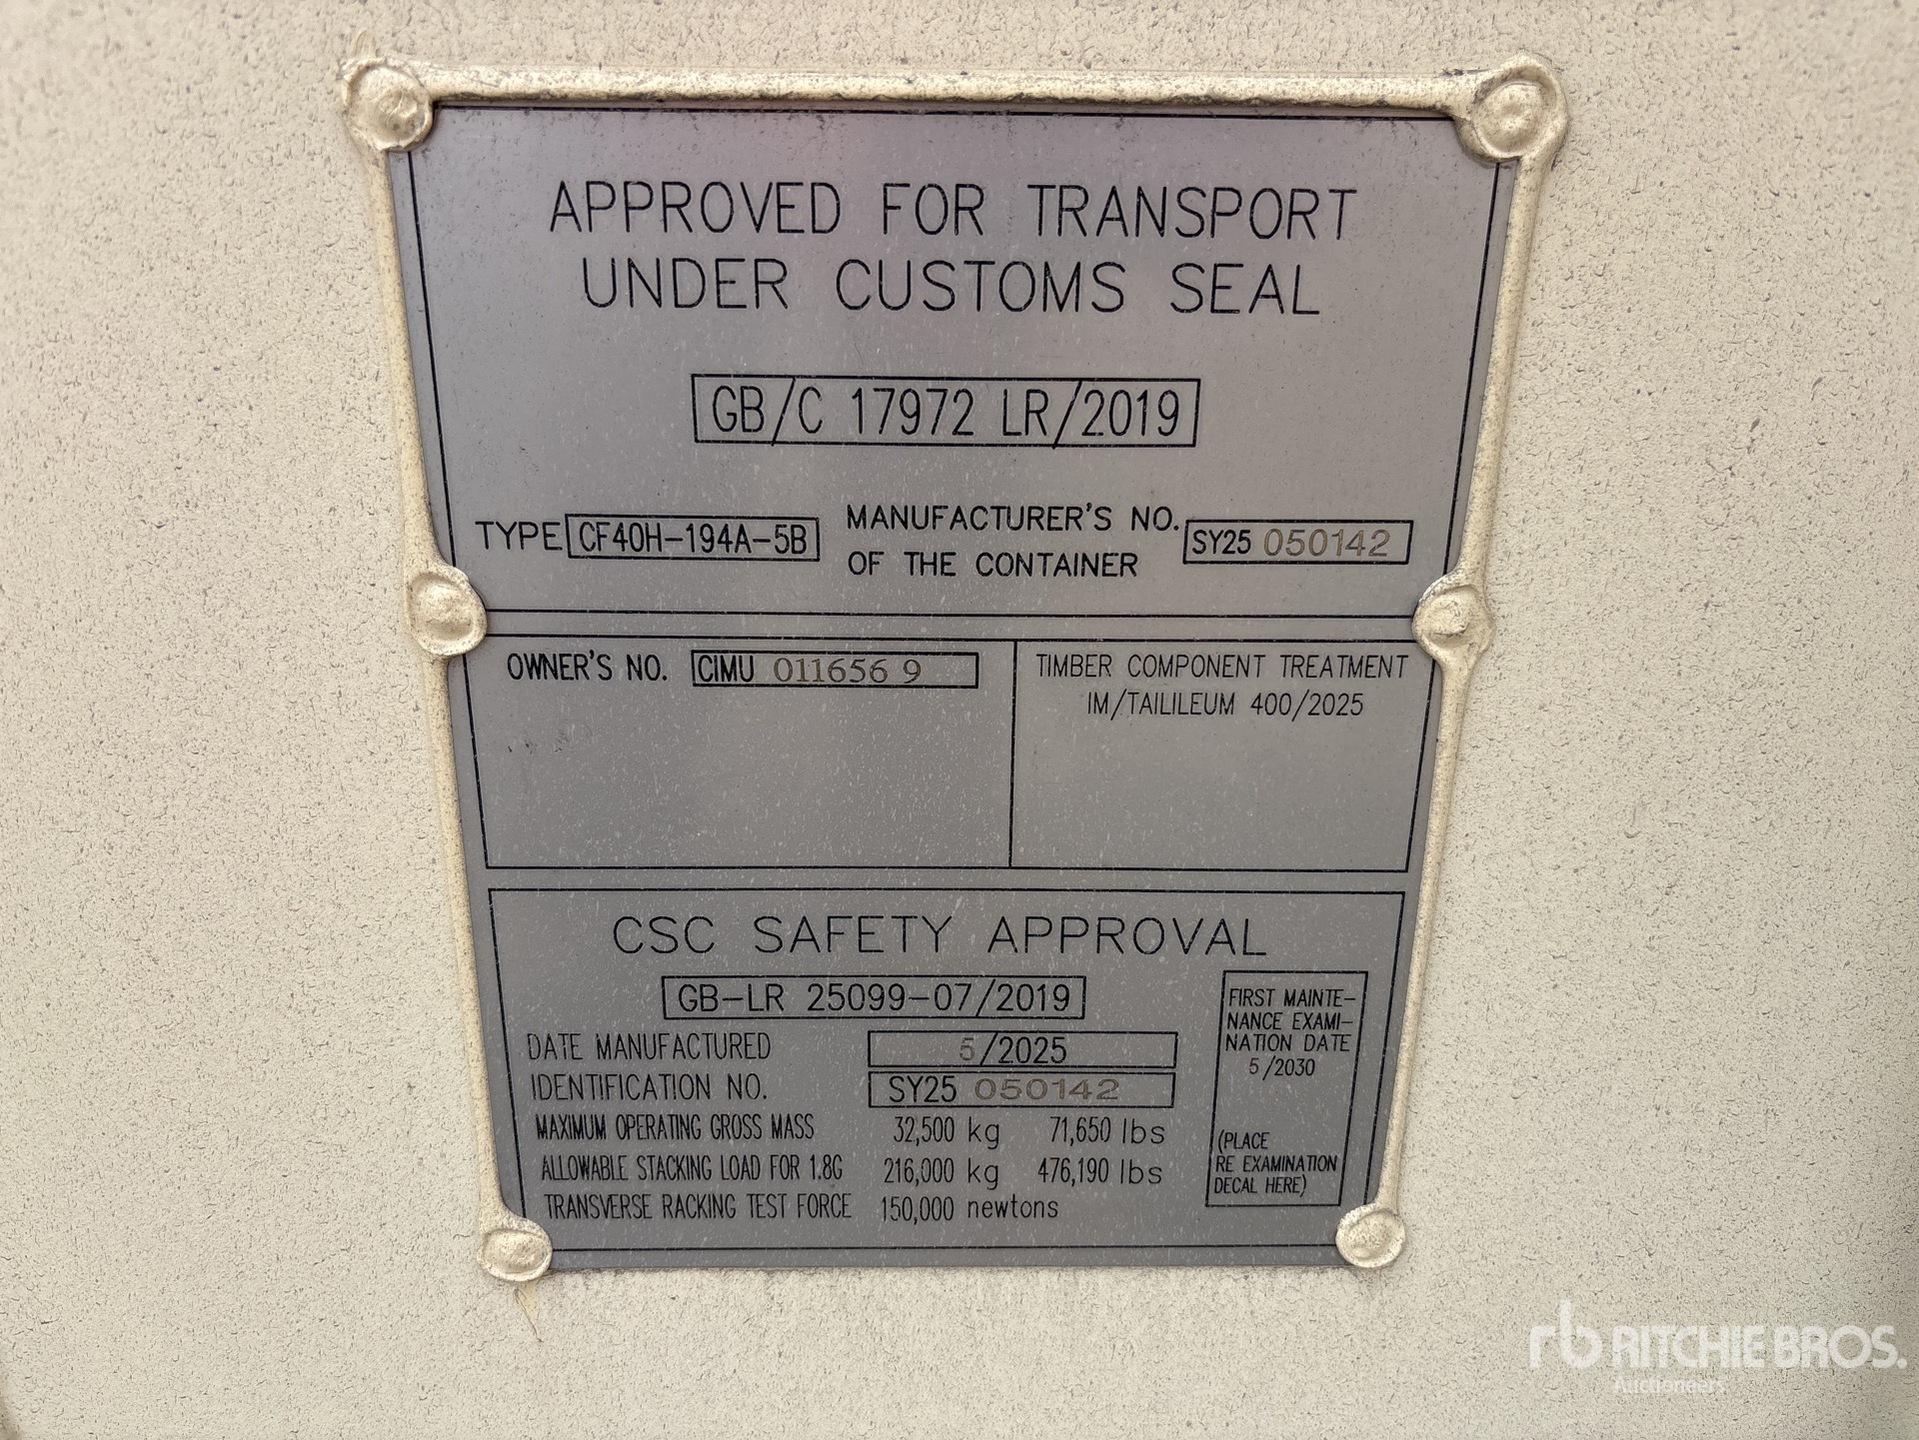 APPROVED FOR TRANSPORT
UNDER CUSTOMS SEAL
GB/C 17972 LR/2019
TYPE CF40H-194A-5B
MANUFACTURER'S NO.
OF THE CONTAINER
SY25 050142
OWNER'S NO. CiMU 011656 9
TIMBER COMPONENT TREATMENT
IM/TAILILEUM 400/2025
CSC SAFETY APPROVAL
GB-LR 25099-07/2019
DATE MANUFACTURED 5/2025
IDENTIFICATION NO. SY25 050142
MAXIMUM OPERATING GROSS MASS 32,500 kg 71,650 lbs
ALLOWABLE STACKING LOAD FOR 1.8G 216,000 kg 476,190 lbs
TRANSVERSE RACKING TEST FORCE 150,000 newtons
FIRST MAINTE-
NANCE EXAMI-
NATION DATE
5/2030
(PLACE
RE EXAMINATION
DECAL HERE)
rb RITCHIE BROS.
Auctioneers